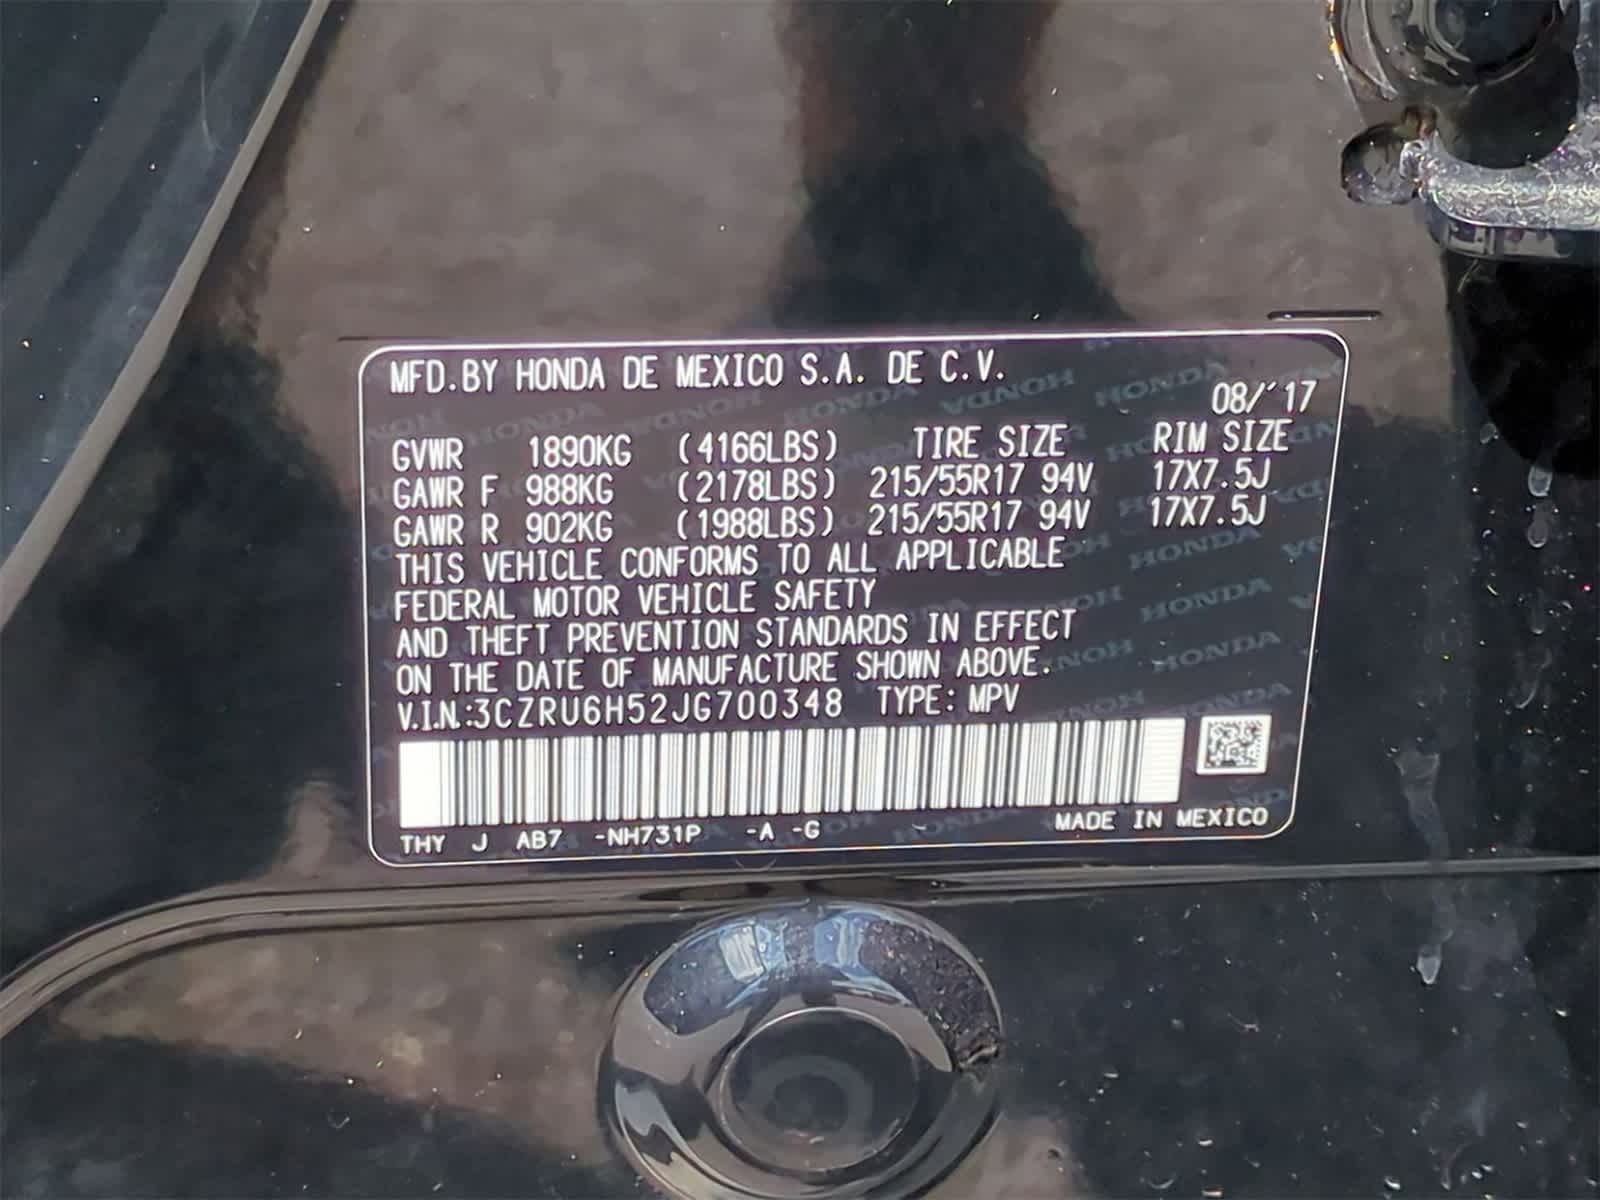 MFD.BY HONDA DE MEXICO S.A. DE C.V.
08/'17
GVWR 1890KG (4166LBS) TIRE SIZE RIM SIZE
GAWR F 988KG (2178LBS) 215/55R17 94V 17X7.5J
GAWR R 902KG (1988LBS) 215/55R17 94V 17X7.5J
THIS VEHICLE CONFORMS TO ALL APPLICABLE
FEDERAL MOTOR VEHICLE SAFETY
AND THEFT PREVENTION STANDARDS IN EFFECT
ON THE DATE OF MANUFACTURE SHOWN ABOVE.
V.I.N.:3CZRU6H52JG700348 TYPE: MPV
THY J AB7 -NH731P -A -G MADE IN MEXICO